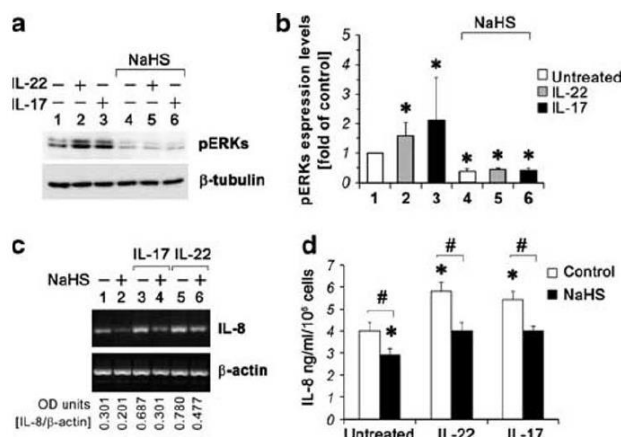 a
NaHS
IL-22 – + – – + –
IL-17 – – + – – +
1 2 3 4 5 6
pERKs
β-tubulin
b
NaHS
pERKs espression levels
[fold of control]
5
4
3
2
1
0
* * * * *
1 2 3 4 5 6
Untreated
IL-22
IL-17
c
IL-17 IL-22
NaHS – + – + – +
1 2 3 4 5 6
IL-8
β-actin
OD units
[IL-8/β-actin]
0.301 0.201 0.687 0.301 0.780 0.477
d
IL-8 ng/ml/10⁶ cells
7
6
5
4
3
2
1
0
# # #
* * *
Control
NaHS
Untreated IL-22 IL-17